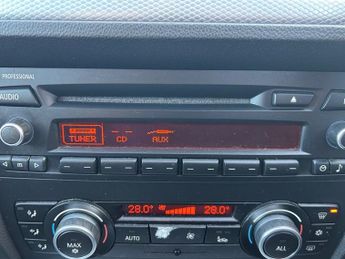 PROFESSIONAL
AUDIO
TUNER CD AUX
28.0° 28.0°
MAX AUTO ALL